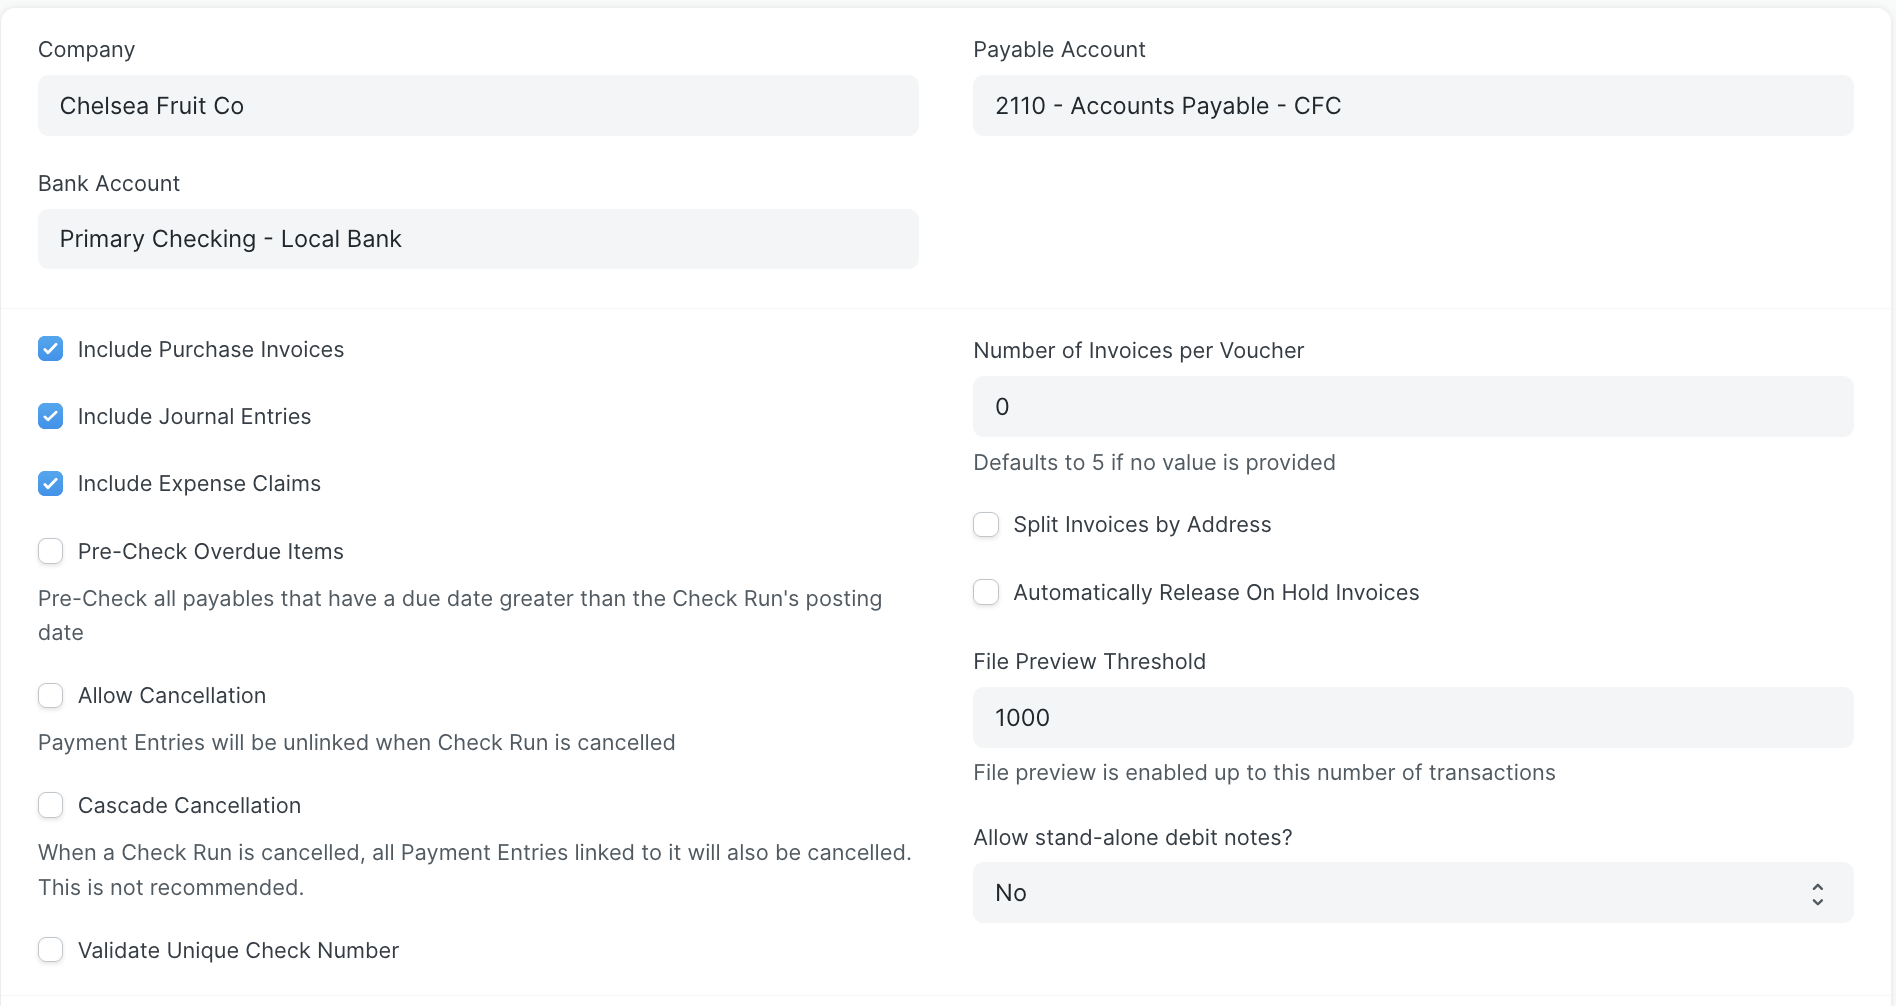 Company
Chelsea Fruit Co
Payable Account
2110 - Accounts Payable - CFC
Bank Account
Primary Checking - Local Bank
Include Purchase Invoices
Include Journal Entries
Include Expense Claims
Pre-Check Overdue Items
Pre-Check all payables that have a due date greater than the Check Run's posting
date
Allow Cancellation
Payment Entries will be unlinked when Check Run is cancelled
Cascade Cancellation
When a Check Run is cancelled, all Payment Entries linked to it will also be cancelled.
This is not recommended.
Validate Unique Check Number
Number of Invoices per Voucher
0
Defaults to 5 if no value is provided
Split Invoices by Address
Automatically Release On Hold Invoices
File Preview Threshold
1000
File preview is enabled up to this number of transactions
Allow stand-alone debit notes?
No